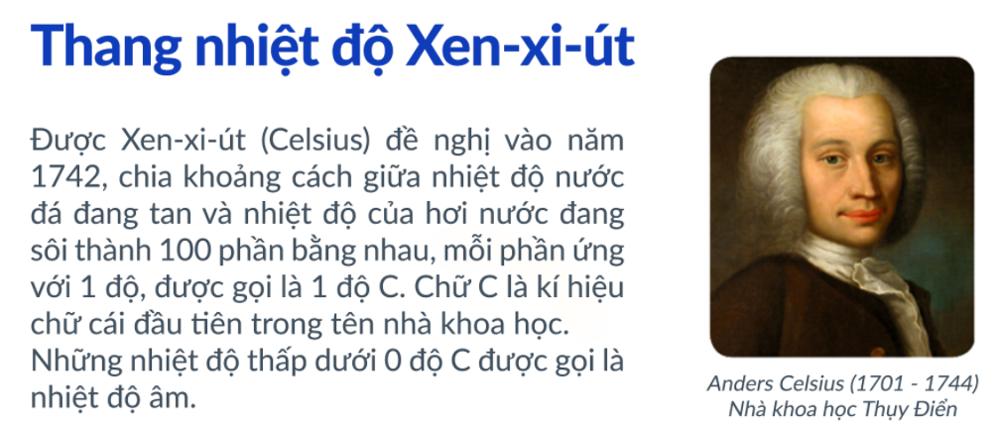 Thang nhiệt độ Xen-xi-út
Được Xen-xi-út (Celsius) đề nghị vào năm
1742, chia khoảng cách giữa nhiệt độ nước
đá đang tan và nhiệt độ của hơi nước đang
sôi thành 100 phần bằng nhau, mỗi phần ứng
với 1 độ, được gọi là 1 độ C. Chữ C là kí hiệu
chữ cái đầu tiên trong tên nhà khoa học.
Những nhiệt độ thấp dưới 0 độ C được gọi là
nhiệt độ âm.
Anders Celsius (1701 - 1744)
Nhà khoa học Thụy Điển